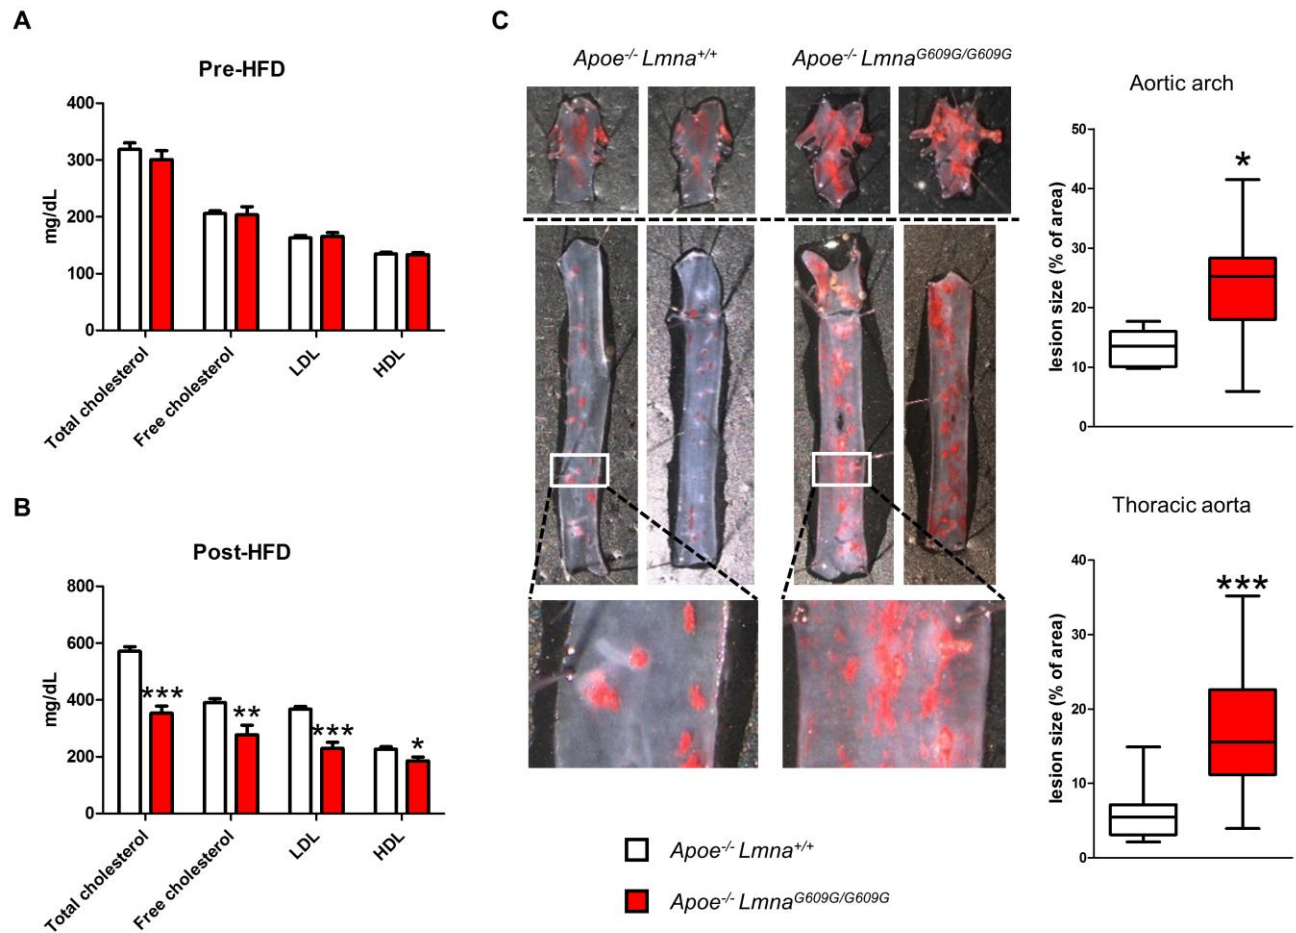 A
Pre-HFD
400
300
200
100
0
mg/dL
Total cholesterol
Free cholesterol
LDL
HDL
B
Post-HFD
800
600
400
200
0
mg/dL
***
**
***
*
Total cholesterol
Free cholesterol
LDL
HDL
C
Apoe-/- Lmna+/+
Apoe-/- LmnaG609G/G609G
Aortic arch
50
40
30
20
10
0
lesion size (% of area)
*
Thoracic aorta
40
30
20
10
0
lesion size (% of area)
***
Apoe-/- Lmna+/+
Apoe-/- LmnaG609G/G609G